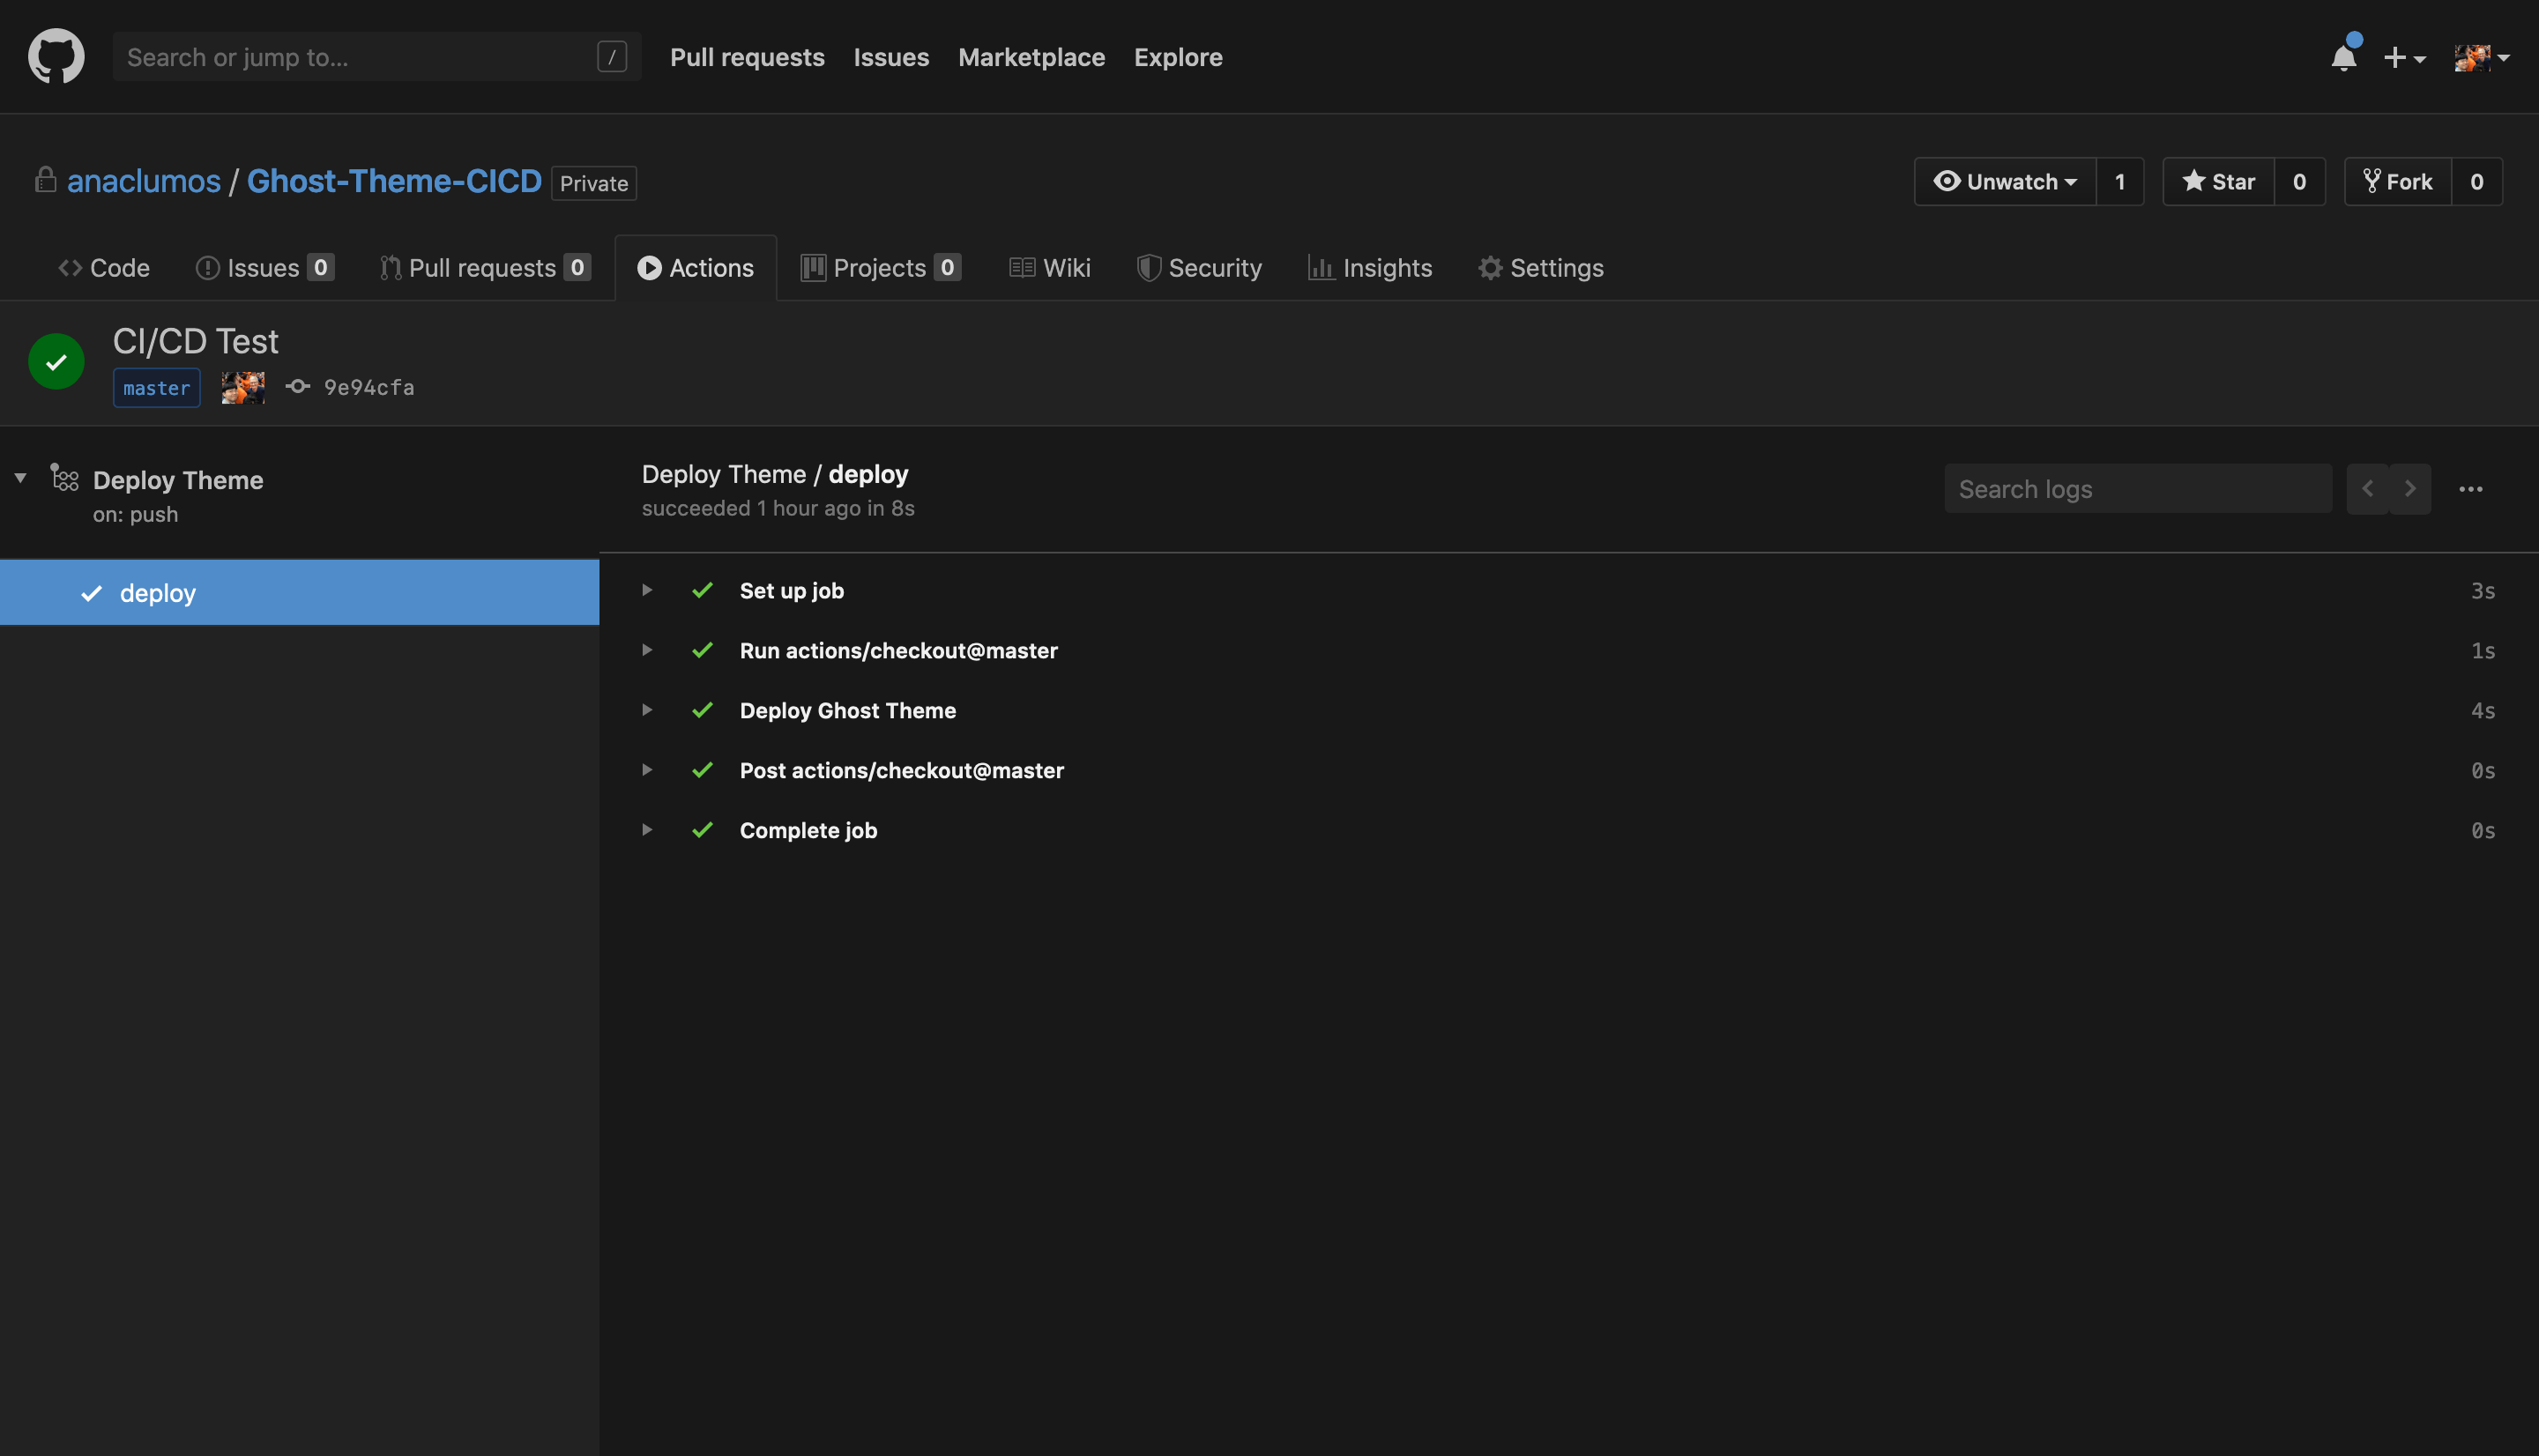 Search or jump to... / Pull requests Issues Marketplace Explore
anaclumos / Ghost-Theme-CICD Private Unwatch 1 Star 0 Fork 0
Code Issues 0 Pull requests 0 Actions Projects 0 Wiki Security Insights Settings
CI/CD Test
master 9e94cfa
Deploy Theme
on: push
deploy
Deploy Theme / deploy
succeeded 1 hour ago in 8s
Search logs
Set up job 3s
Run actions/checkout@master 1s
Deploy Ghost Theme 4s
Post actions/checkout@master 0s
Complete job 0s